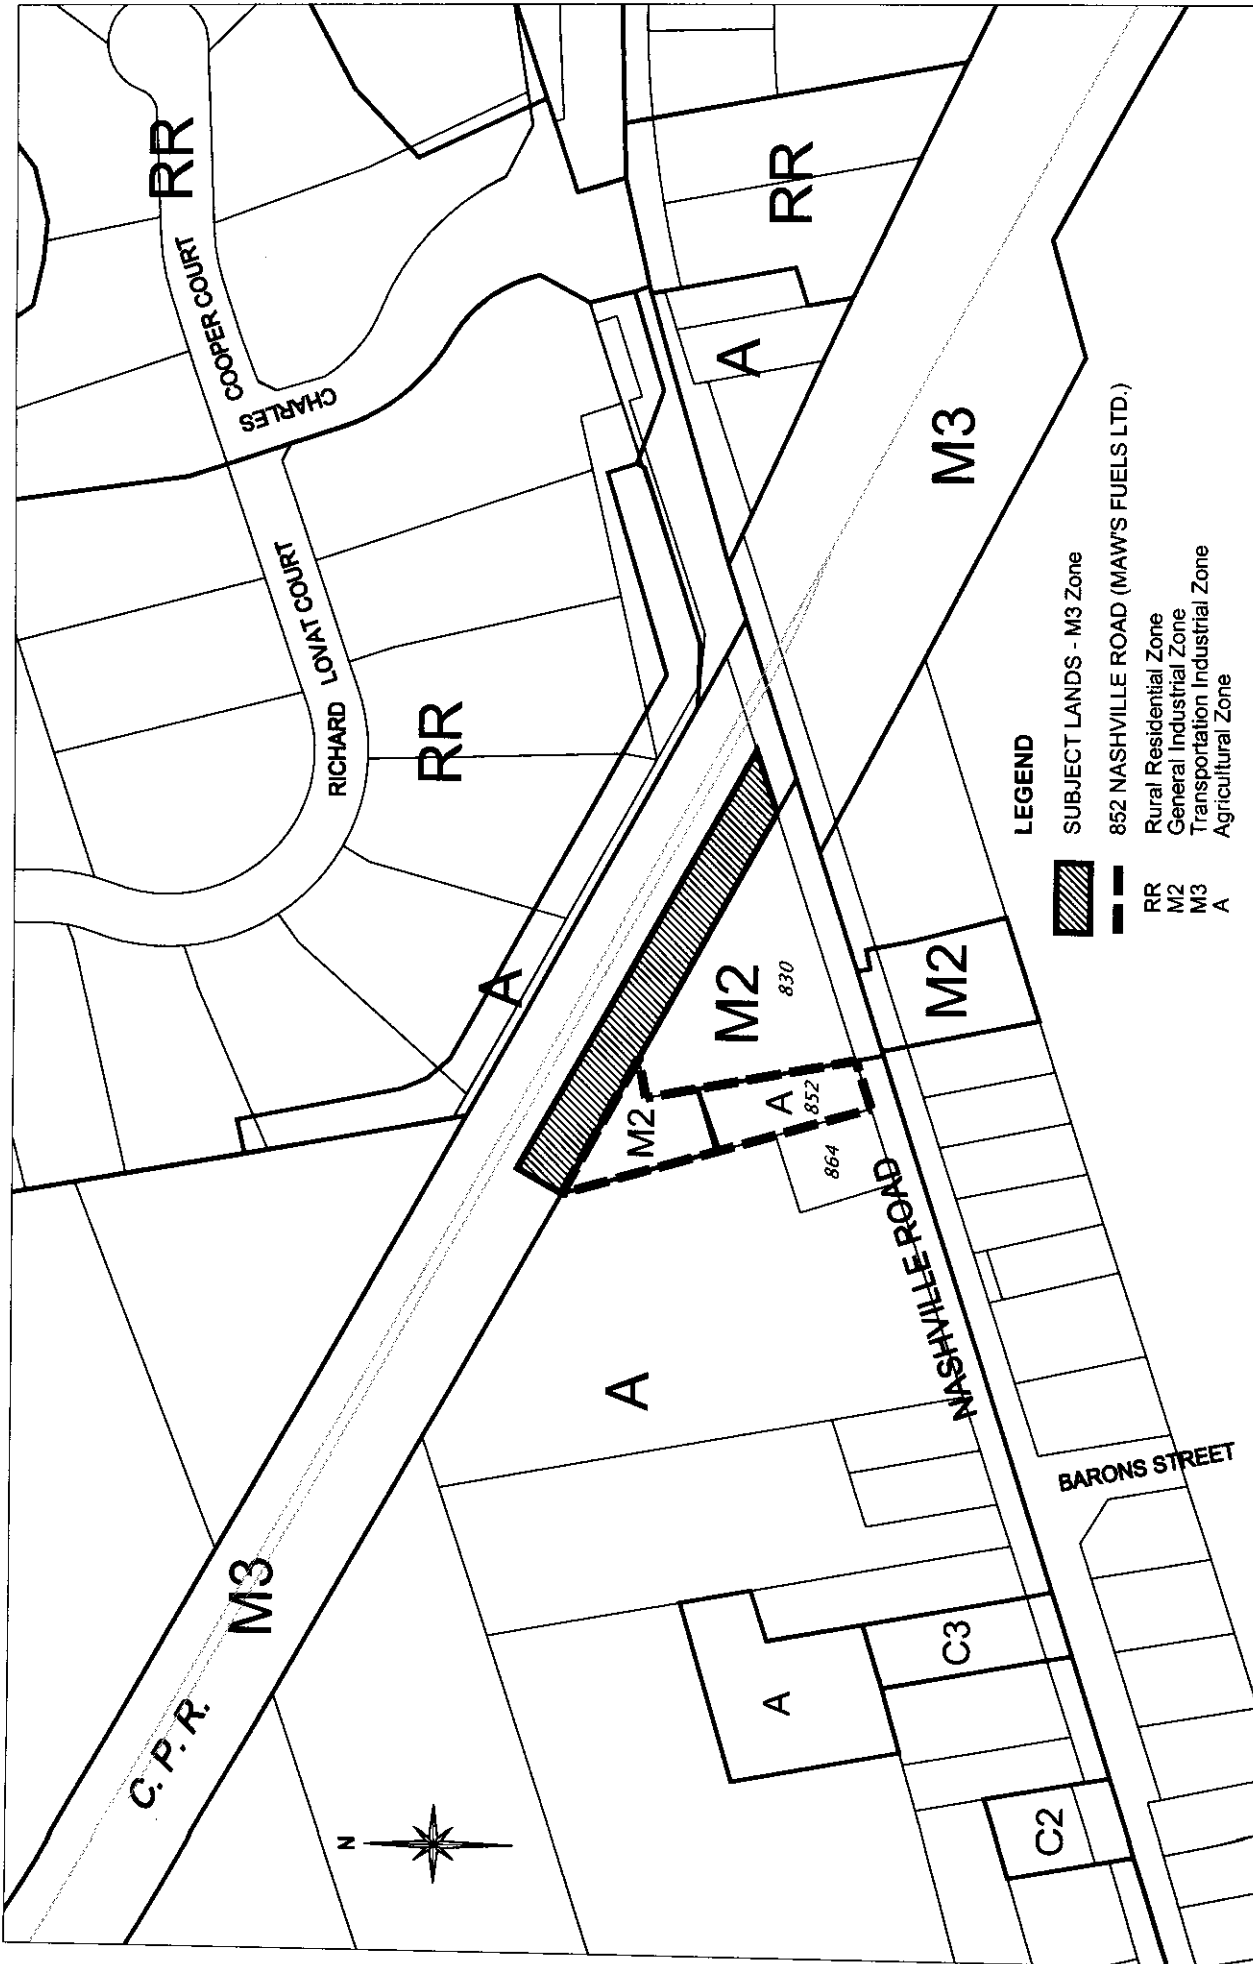 RR
COOPER COURT
CHARLES
RICHARD LOVAT COURT
RR
RR
A
A
M3
C. P. R.
M3
N
M2
830
M2
A
852
864
M2
NASHVILLE ROAD
A
A
C3
C2
BARONS STREET
LEGEND
SUBJECT LANDS - M3 Zone
852 NASHVILLE ROAD (MAW'S FUELS LTD.)
RR Rural Residential Zone
M2 General Industrial Zone
M3 Transportation Industrial Zone
A Agricultural Zone